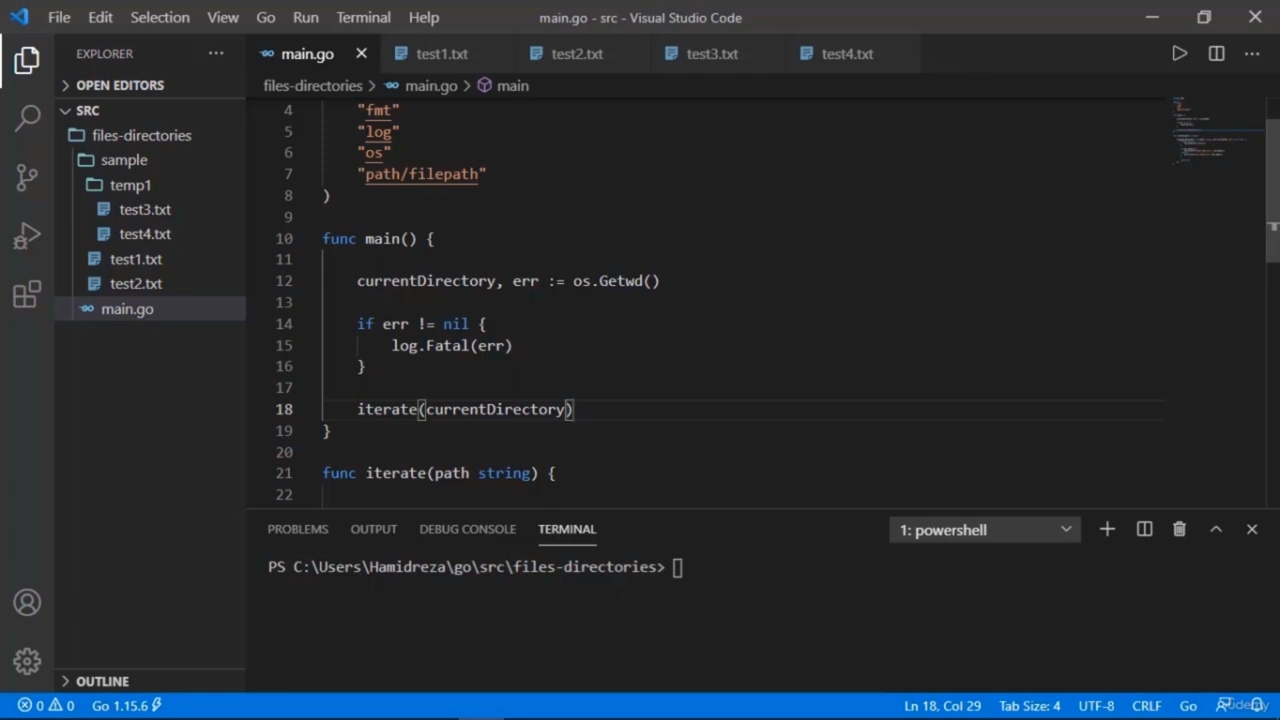 File Edit Selection View Go Run Terminal Help main.go - src - Visual Studio Code
EXPLORER ... main.go test1.txt test2.txt test3.txt test4.txt
OPEN EDITORS
files-directories > main.go > main
SRC
files-directories
sample
temp1
test3.txt
test4.txt
test1.txt
test2.txt
main.go
OUTLINE
4 "fmt"
5 "log"
6 "os"
7 "path/filepath"
8 )
9
10 func main() {
11
12 currentDirectory, err := os.Getwd()
13
14 if err != nil {
15 log.Fatal(err)
16 }
17
18 iterate(currentDirectory)
19 }
20
21 func iterate(path string) {
22
PROBLEMS OUTPUT DEBUG CONSOLE TERMINAL 1: powershell
PS C:\Users\Hamidreza\go\src\files-directories>
0 0 Go 1.15.6 Ln 18, Col 29 Tab Size: 4 UTF-8 CRLF Go